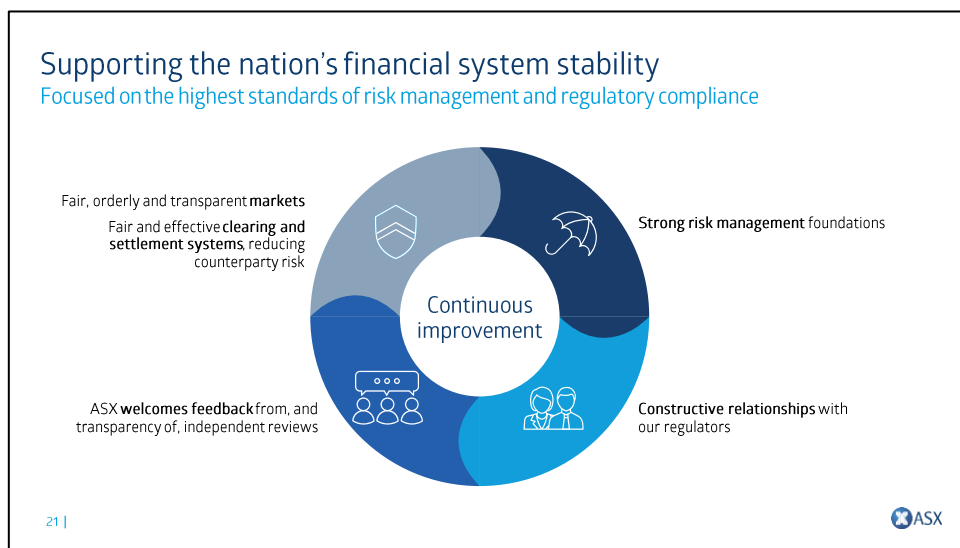 Supporting the nation's financial system stability
Focused on the highest standards of risk management and regulatory compliance
Fair, orderly and transparent markets
Fair and effective clearing and
settlement systems, reducing
counterparty risk
Strong risk management foundations
Continuous
improvement
ASX welcomes feedback from, and
transparency of, independent reviews
Constructive relationships with
our regulators
21 |
ASX